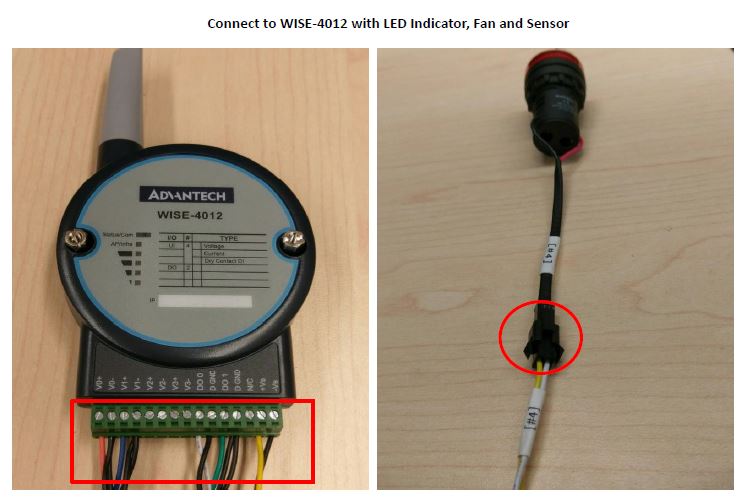 Connect to WISE-4012 with LED Indicator, Fan and Sensor
ADVANTECH
WISE-4012
Status/Com
AP/Infra
I/O # TYPE
UI 4 Voltage
Current
Dry Contact DI
DO 2
IP
V0+ V0- V1+ V1- V2+ V2- V3+ V3- DO 0 D GND DO 1 D GND N/C +Vs -Vs
[#4]
[#4]